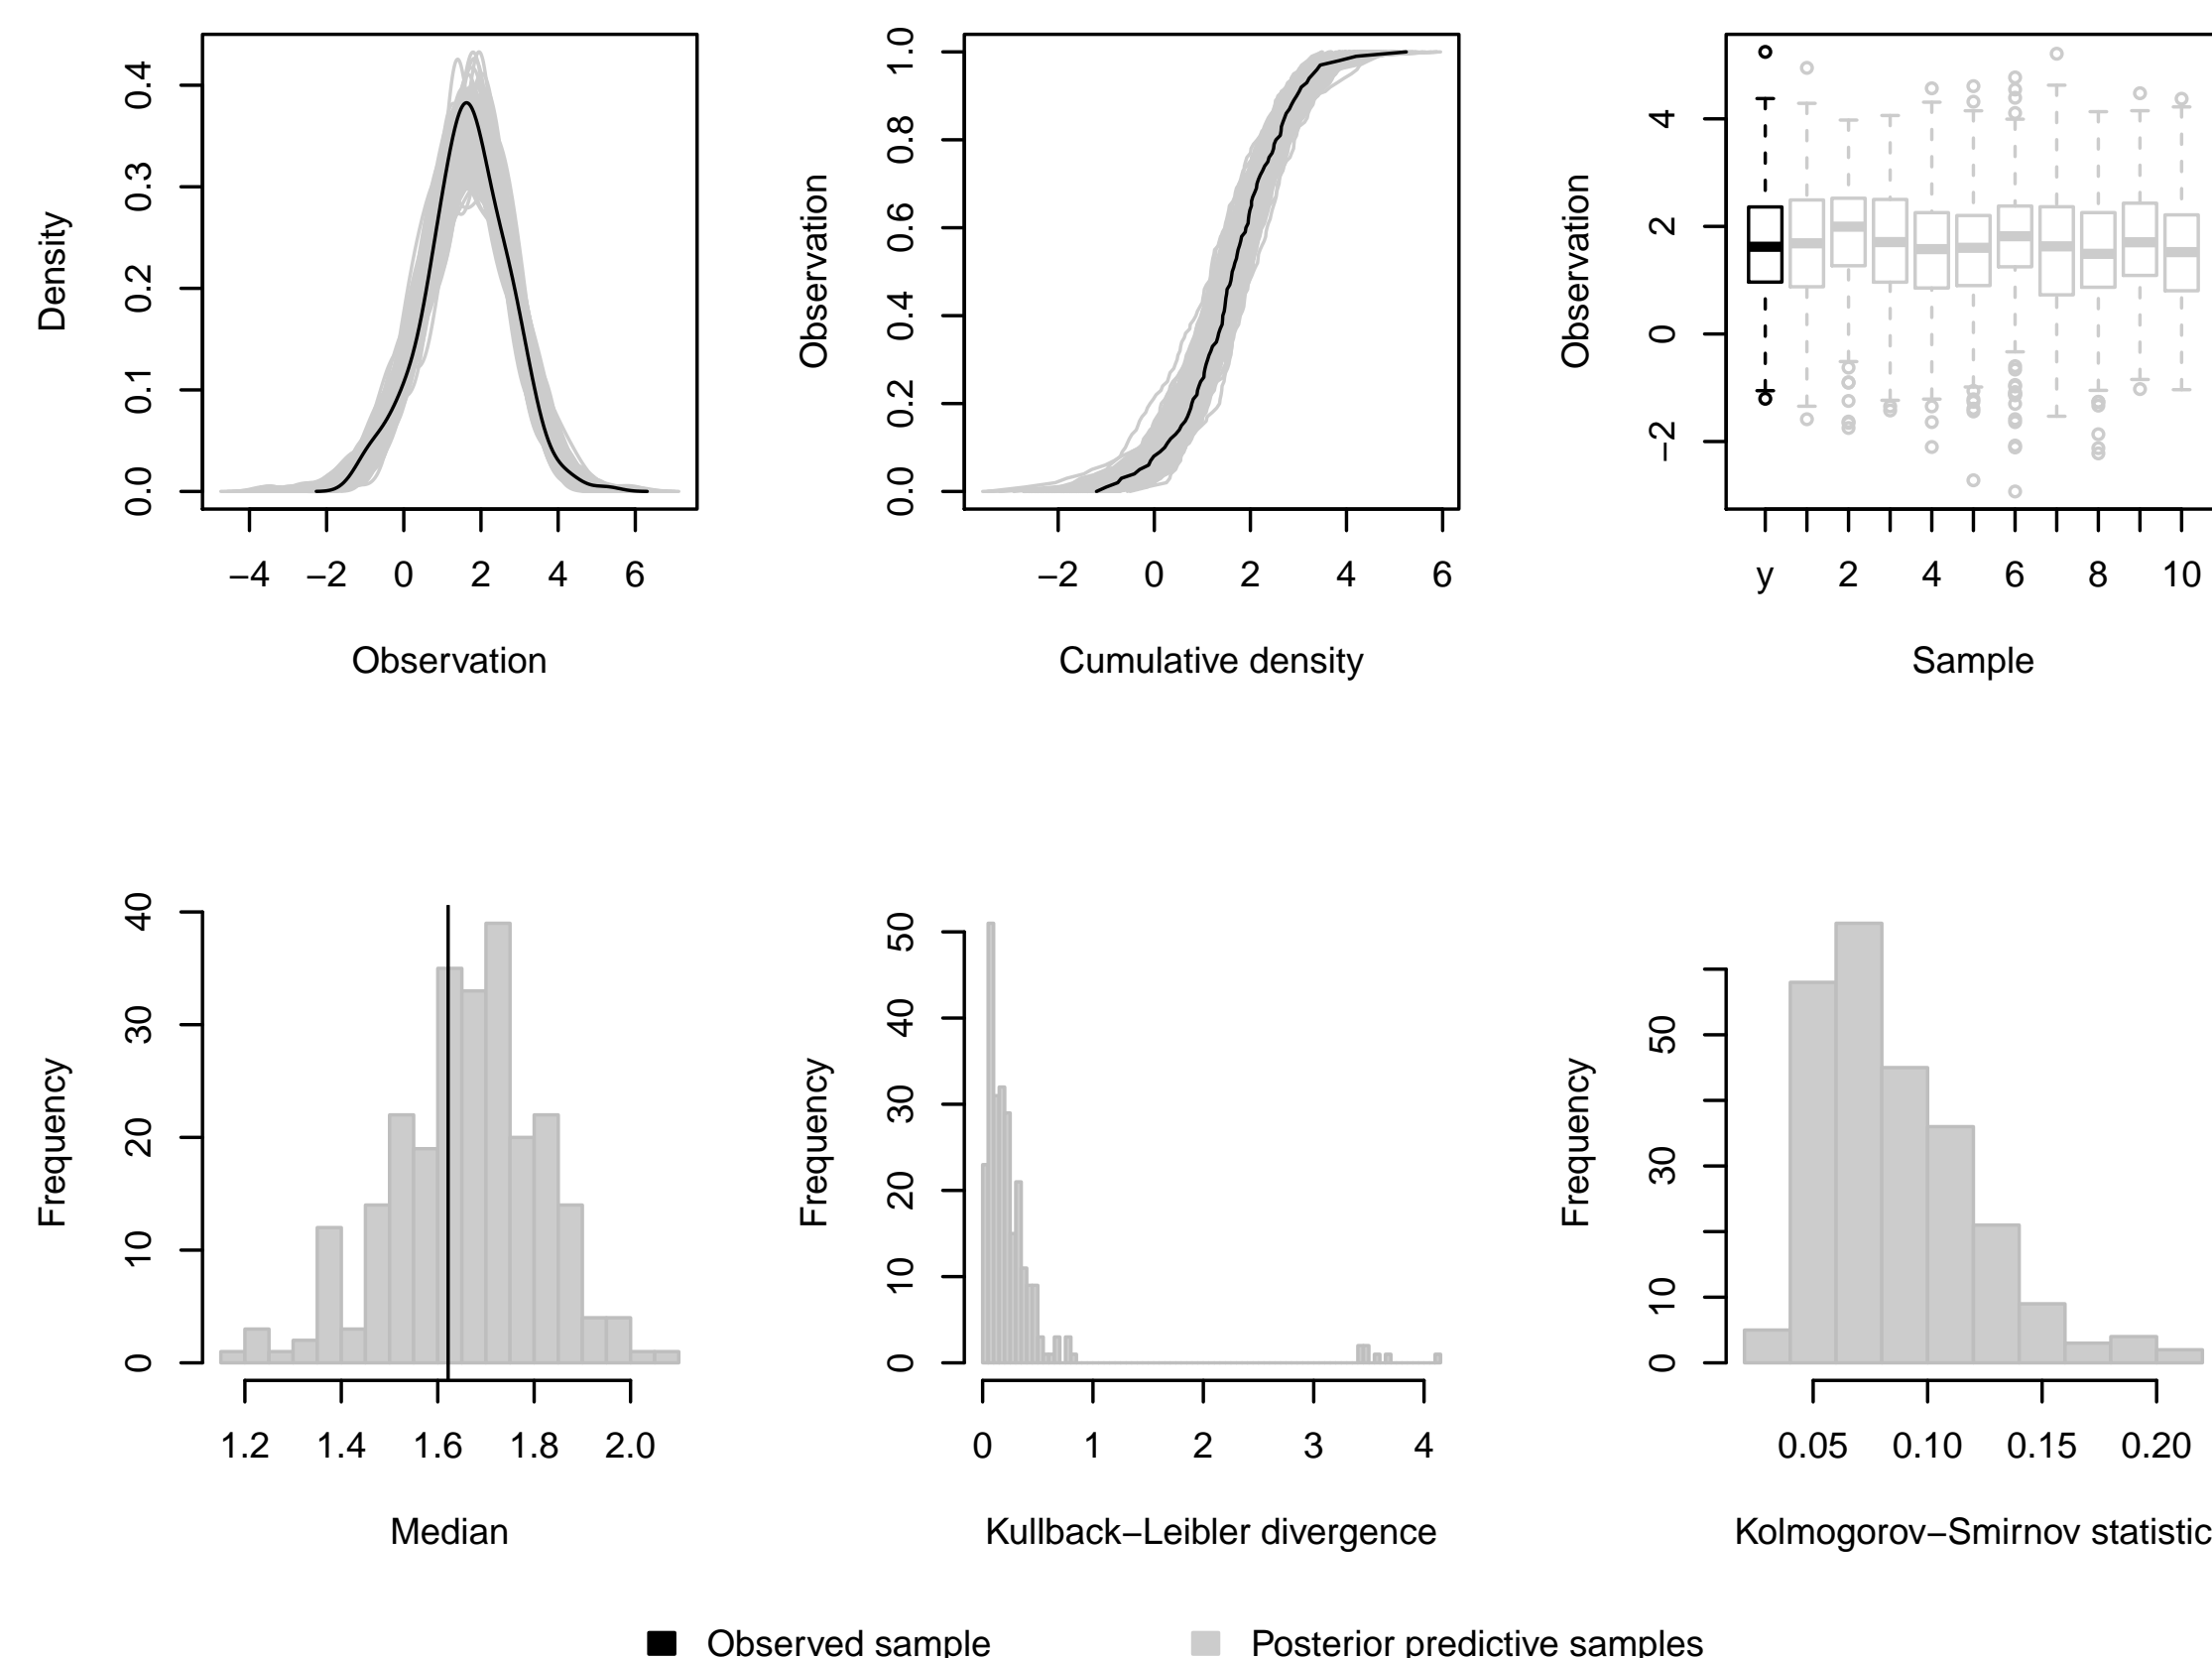 Density
0.0 0.1 0.2 0.3 0.4
−4 −2 0 2 4 6
Observation
Observation
0.0 0.2 0.4 0.6 0.8 1.0
−2 0 2 4 6
Cumulative density
Observation
−2 0 2 4
y 2 4 6 8 10
Sample
Frequency
0 10 20 30 40
1.2 1.4 1.6 1.8 2.0
Median
Frequency
0 10 20 30 40 50
0 1 2 3 4
Kullback−Leibler divergence
Frequency
0 10 30 50
0.05 0.10 0.15 0.20
Kolmogorov−Smirnov statistic
Observed sample
Posterior predictive samples